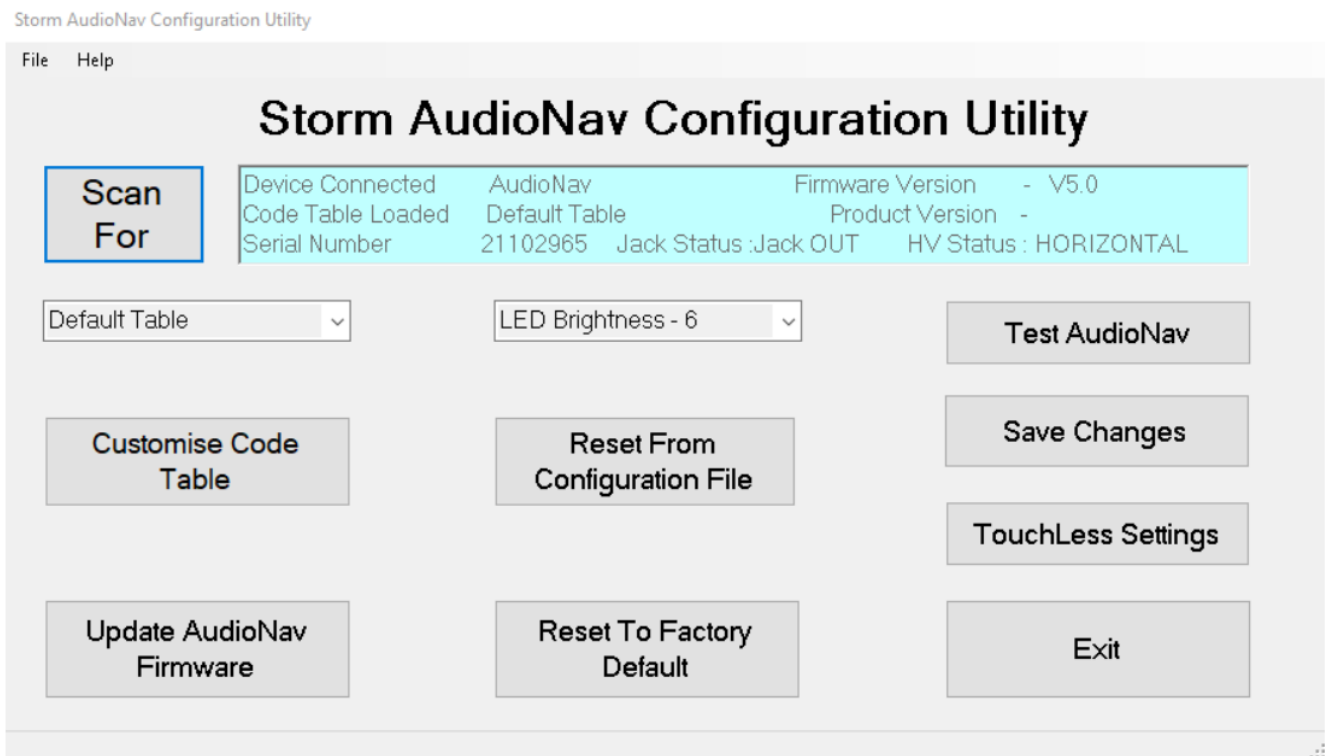 Storm AudioNav Configuration Utility
File Help
Storm AudioNav Configuration Utility
Scan
For
Device Connected AudioNav Firmware Version - V5.0
Code Table Loaded Default Table Product Version -
Serial Number 21102965 Jack Status :Jack OUT HV Status : HORIZONTAL
Default Table
LED Brightness - 6
Test AudioNav
Customise Code
Table
Reset From
Configuration File
Save Changes
TouchLess Settings
Update AudioNav
Firmware
Reset To Factory
Default
Exit